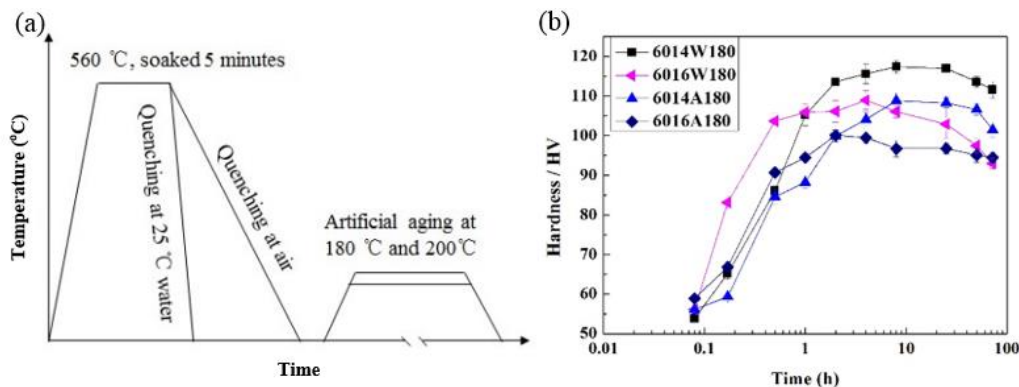 (a)
Temperature (°C)
560 ℃, soaked 5 minutes
Quenching at 25 ℃ water
Quenching at air
Artificial aging at
180 ℃ and 200℃
Time
(b)
Hardness / HV
120
110
100
90
80
70
60
50
6014W180
6016W180
6014A180
6016A180
0.01
0.1
1
10
100
Time (h)